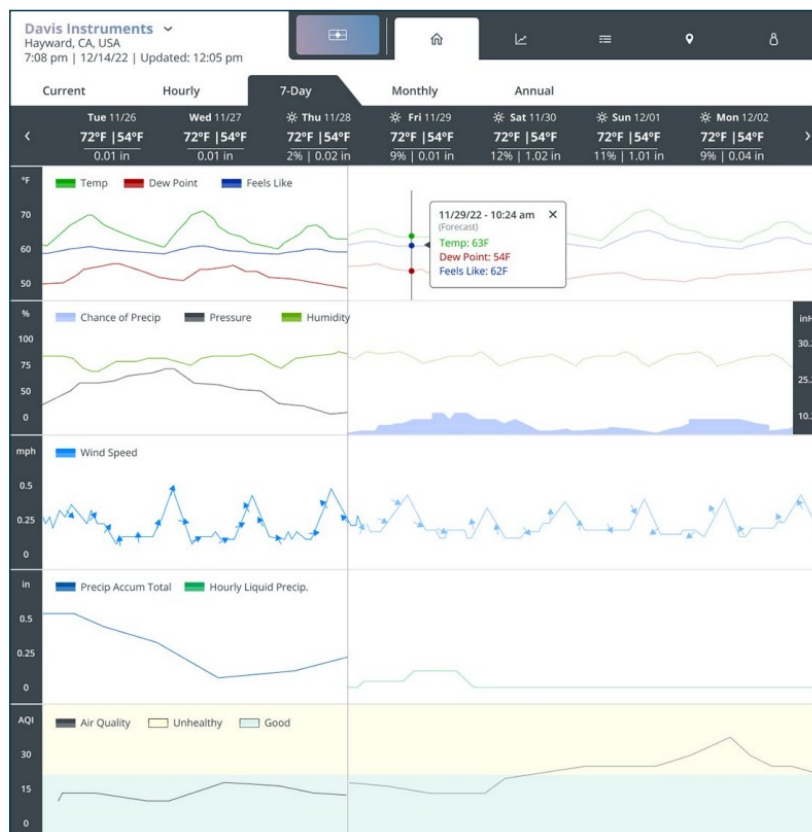 Davis Instruments
Hayward, CA, USA
7:08 pm | 12/14/22 | Updated: 12:05 pm
Current Hourly 7-Day Monthly Annual
Tue 11/26 Wed 11/27 Thu 11/28 Fri 11/29 Sat 11/30 Sun 12/01 Mon 12/02
72°F |54°F 72°F |54°F 72°F |54°F 72°F |54°F 72°F |54°F 72°F |54°F 72°F |54°F
0.01 in 0.01 in 2% | 0.02 in 9% | 0.01 in 12% | 1.02 in 11% | 1.01 in 9% | 0.04 in
°F Temp Dew Point Feels Like
70
60
50
11/29/22 - 10:24 am
(Forecast)
Temp: 63F
Dew Point: 54F
Feels Like: 62F
% Chance of Precip Pressure Humidity inH
100 30.
75
25.
50
10.
0
mph Wind Speed
0.5
0.25
0
in Precip Accum Total Hourly Liquid Precip.
0.5
0.25
0
AQI Air Quality Unhealthy Good
30
15
0